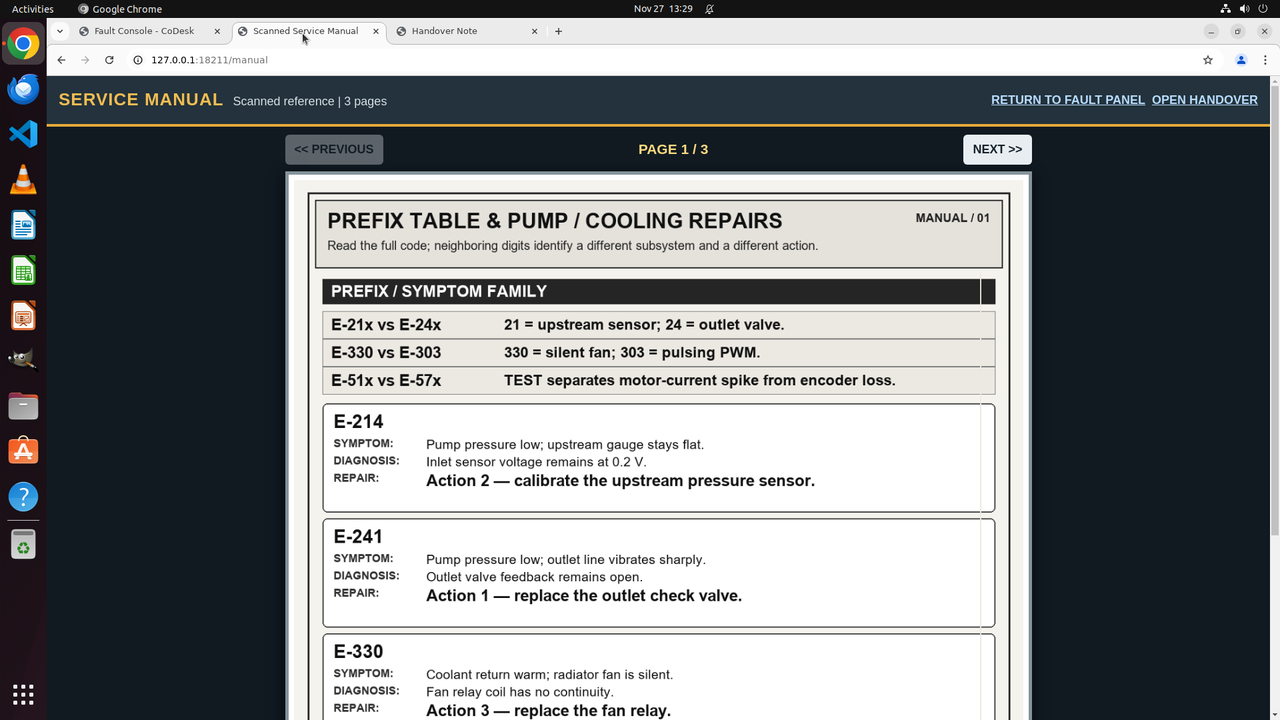 Activities
Google Chrome
Nov 27 13:29
Fault Console - CoDesk
Scanned Service Manual
Handover Note
127.0.0.1:18211/manual
SERVICE MANUAL Scanned reference | 3 pages
RETURN TO FAULT PANEL OPEN HANDOVER
<< PREVIOUS
PAGE 1 / 3
NEXT >>
PREFIX TABLE & PUMP / COOLING REPAIRS
MANUAL / 01
Read the full code; neighboring digits identify a different subsystem and a different action.
PREFIX / SYMPTOM FAMILY
E-21x vs E-24x 21 = upstream sensor; 24 = outlet valve.
E-330 vs E-303 330 = silent fan; 303 = pulsing PWM.
E-51x vs E-57x TEST separates motor-current spike from encoder loss.
E-214
SYMPTOM: Pump pressure low; upstream gauge stays flat.
DIAGNOSIS: Inlet sensor voltage remains at 0.2 V.
REPAIR: Action 2 — calibrate the upstream pressure sensor.
E-241
SYMPTOM: Pump pressure low; outlet line vibrates sharply.
DIAGNOSIS: Outlet valve feedback remains open.
REPAIR: Action 1 — replace the outlet check valve.
E-330
SYMPTOM: Coolant return warm; radiator fan is silent.
DIAGNOSIS: Fan relay coil has no continuity.
REPAIR: Action 3 — replace the fan relay.